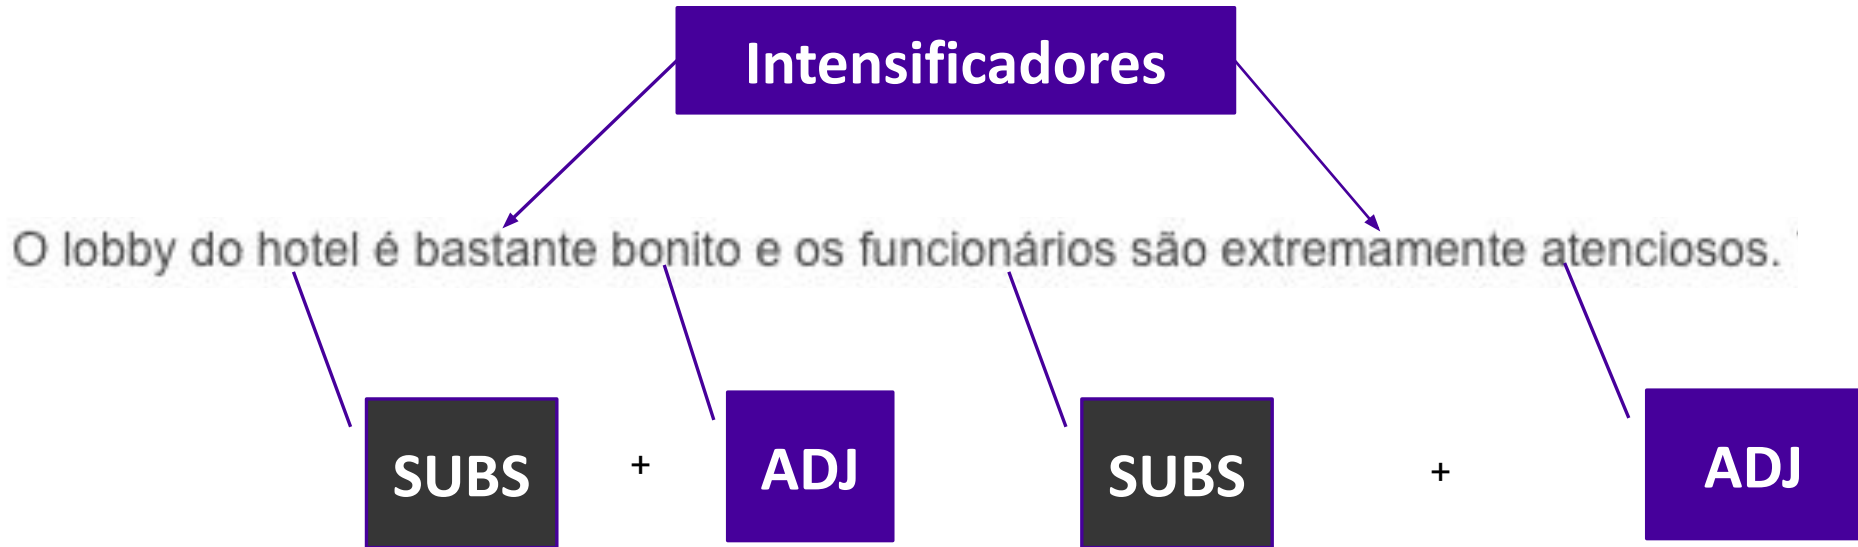 Intensificadores
O lobby do hotel é bastante bonito e os funcionários são extremamente atenciosos.
SUBS + ADJ SUBS + ADJ